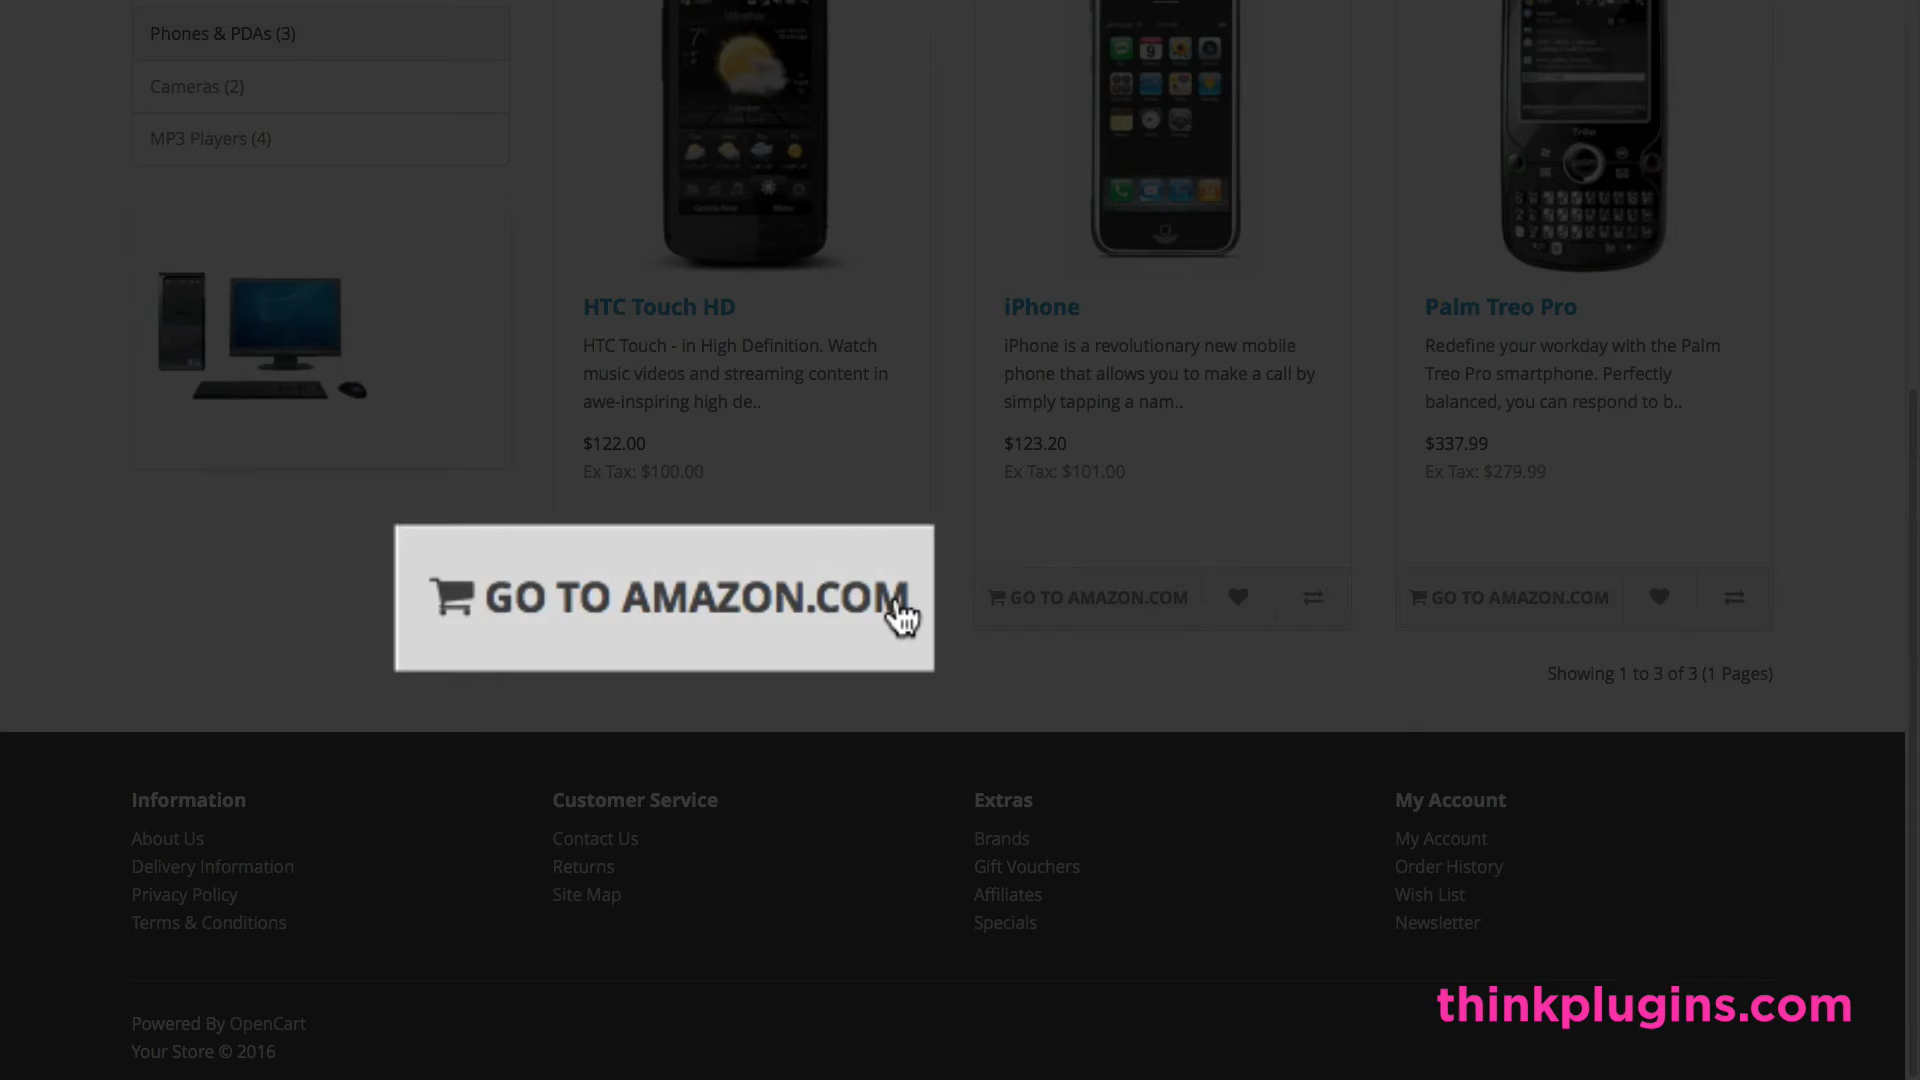 Phones & PDAs (3)
Cameras (2)
MP3 Players (4)
HTC Touch HD
HTC Touch - in High Definition. Watch
music videos and streaming content in
awe-inspiring high de..
$122.00
Ex Tax: $100.00
GO TO AMAZON.COM
iPhone
iPhone is a revolutionary new mobile
phone that allows you to make a call by
simply tapping a nam..
$123.20
Ex Tax: $101.00
GO TO AMAZON.COM
Palm Treo Pro
Redefine your workday with the Palm
Treo Pro smartphone. Perfectly
balanced, you can respond to b..
$337.99
Ex Tax: $279.99
GO TO AMAZON.COM
Showing 1 to 3 of 3 (1 Pages)
Information
About Us
Delivery Information
Privacy Policy
Terms & Conditions
Customer Service
Contact Us
Returns
Site Map
Extras
Brands
Gift Vouchers
Affiliates
Specials
My Account
My Account
Order History
Wish List
Newsletter
Powered By OpenCart
Your Store © 2016
thinkplugins.com